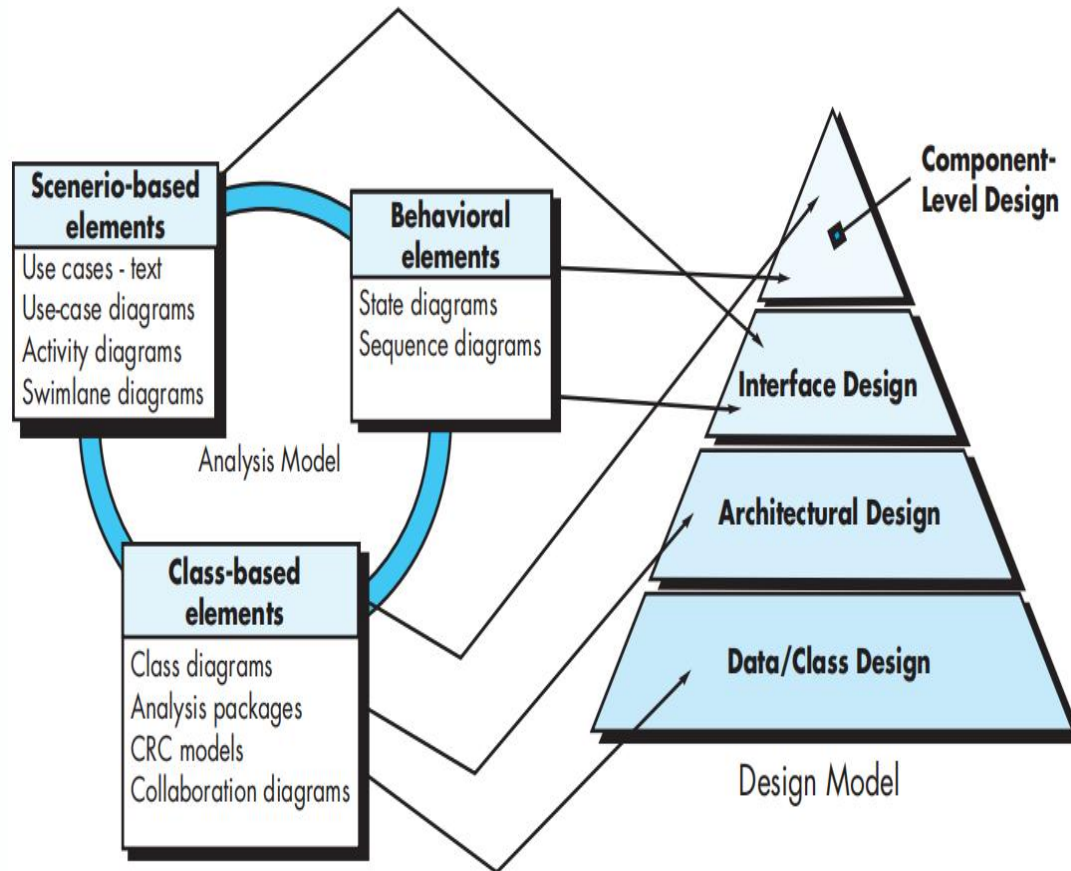 Scenerio-based
elements
Use cases - text
Use-case diagrams
Activity diagrams
Swimlane diagrams
Behavioral
elements
State diagrams
Sequence diagrams
Analysis Model
Class-based
elements
Class diagrams
Analysis packages
CRC models
Collaboration diagrams
Component-
Level Design
Interface Design
Architectural Design
Data/Class Design
Design Model